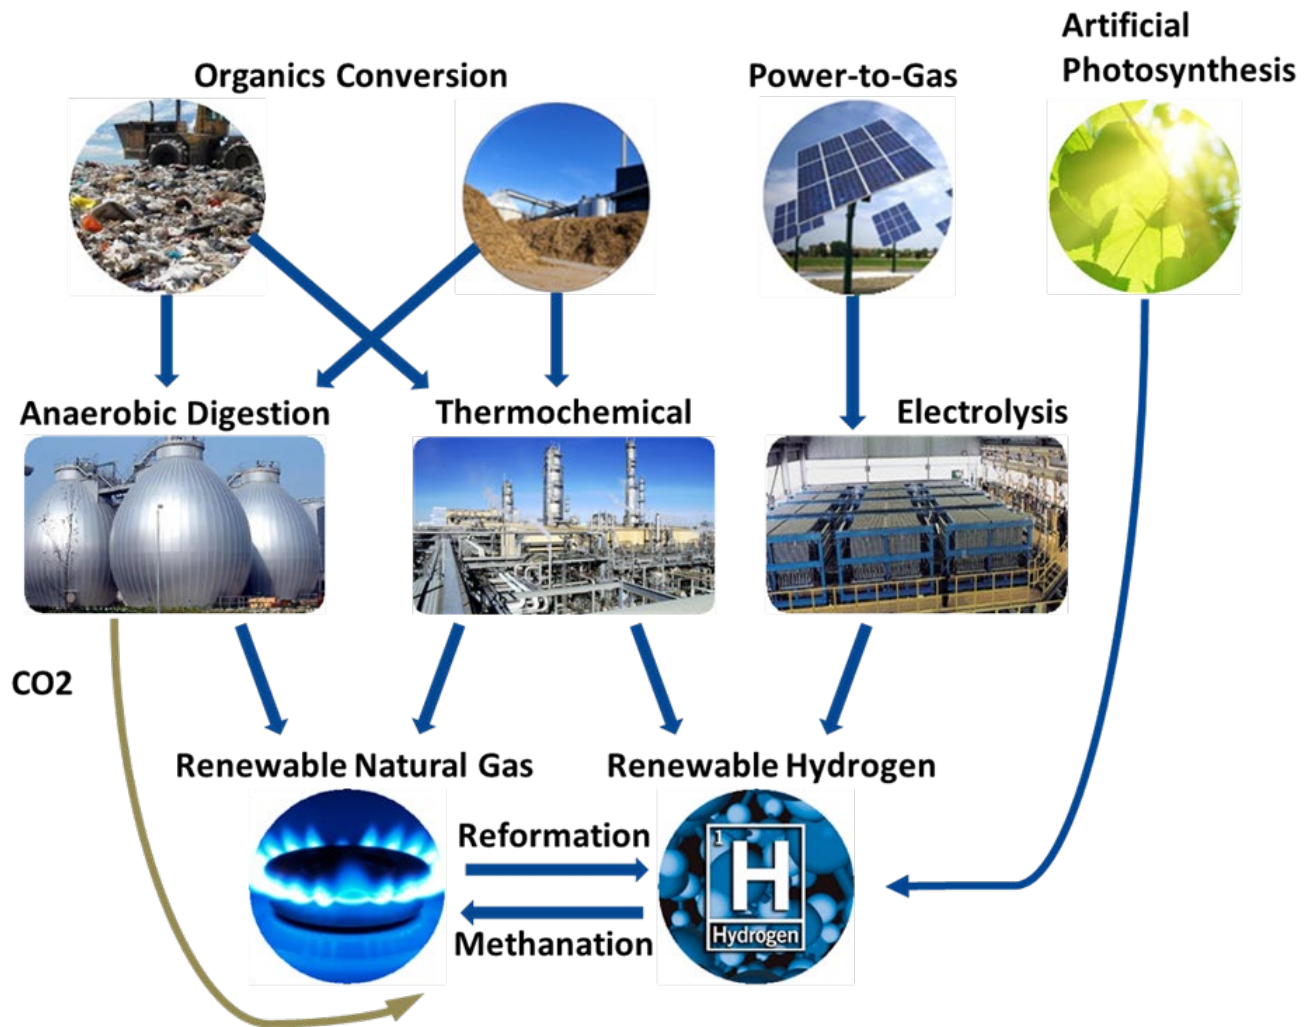 Artificial
Photosynthesis
Organics Conversion
Power-to-Gas
Anaerobic Digestion
Thermochemical
Electrolysis
CO2
Renewable Natural Gas
Renewable Hydrogen
Reformation
Methanation
1
H
Hydrogen